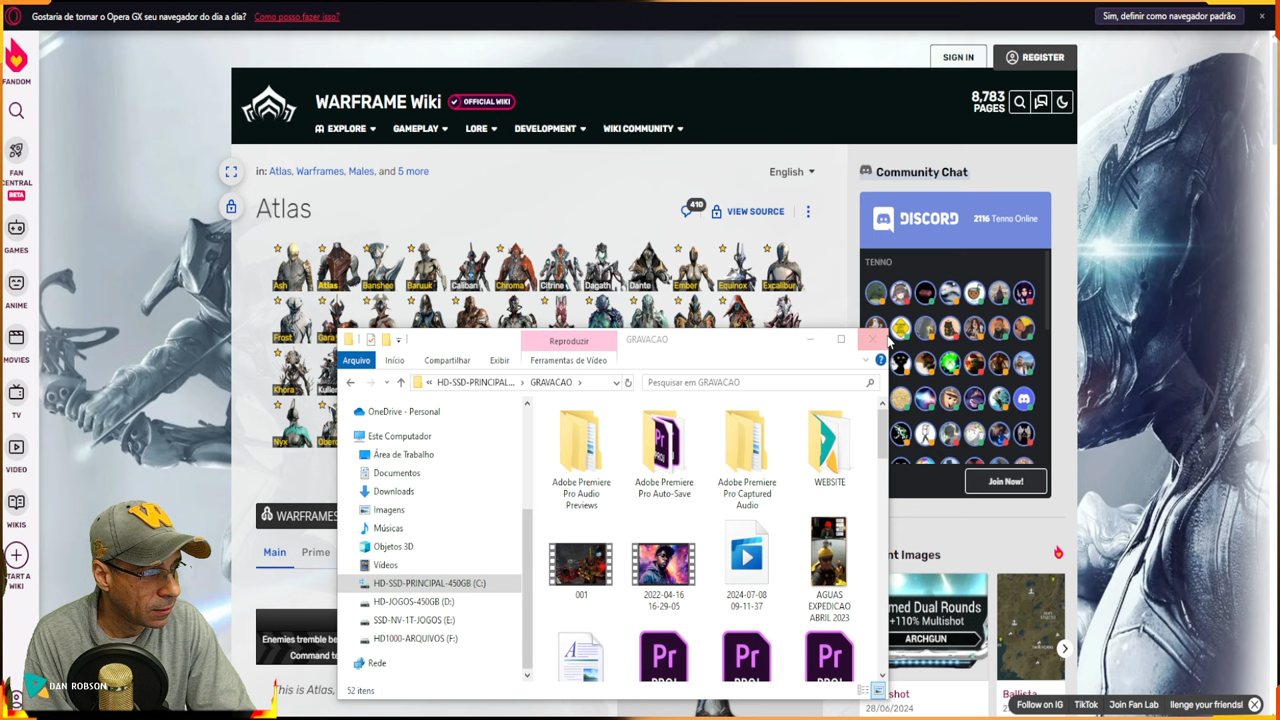 Gostaria de tornar o Opera GX seu navegador do dia a dia?
Como posso fazer isso?
Sim, definir como navegador padrão
SIGN IN
REGISTER
FANDOM
WARFRAME Wiki
OFFICIAL WIKI
8,783
PAGES
EXPLORE
GAMEPLAY
LORE
DEVELOPMENT
WIKI COMMUNITY
FAN
CENTRAL
BETA
GAMES
ANIME
MOVIES
TV
VIDEO
WIKIS
START A
WIKI
in: Atlas, Warframes, Males, and 5 more
English
Atlas
410
VIEW SOURCE
Ash
Atlas
Banshee
Baruuk
Caliban
Chroma
Citrine
Dagath
Dante
Ember
Equinox
Excalibur
Frost
Gara
Khora
Nyx
WARFRAMES
Main
Prime
Enemies tremble be
Command te
This is Atlas,
Community Chat
DISCORD
2116 Tenno Online
TENNO
Join Now!
nt Images
med Dual Rounds
+110% Multishot
ARCHGUN
shot
28/06/2024
Ballista
Follow on IG
TikTok
Join Fan Lab
llenge your friends!
Reproduzir
GRAVACAO
Arquivo
Início
Compartilhar
Exibir
Ferramentas de Vídeo
« HD-SSD-PRINCIPAL... > GRAVACAO >
Pesquisar em GRAVACAO
OneDrive - Personal
Este Computador
Área de Trabalho
Documentos
Downloads
Imagens
Músicas
Objetos 3D
Vídeos
HD-SSD-PRINCIPAL-450GB (C:)
HD-JOGOS-450GB (D:)
SSD-NV-1T-JOGOS (E:)
HD1000-ARQUIVOS (F:)
Rede
52 itens
Adobe Premiere
Pro Audio
Previews
Adobe Premiere
Pro Auto-Save
Adobe Premiere
Pro Captured
Audio
WEBSITE
001
2022-04-16
16-29-05
2024-07-08
09-11-37
AGUAS
EXPEDICAO
ABRIL 2023
Pr
Pr
Pr
DAN ROBSON